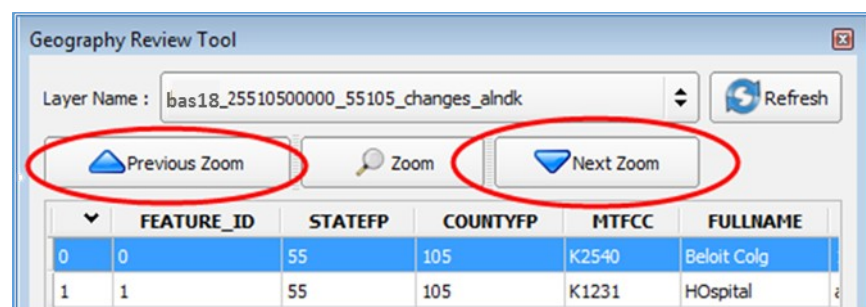 Geography Review Tool
Layer Name : bas18_25510500000_55105_changes_alndk Refresh
Previous Zoom Zoom Next Zoom
FEATURE_ID STATEFP COUNTYFP MTFCC FULLNAME
0 0 55 105 K2540 Beloit Colg
1 1 55 105 K1231 HOspital